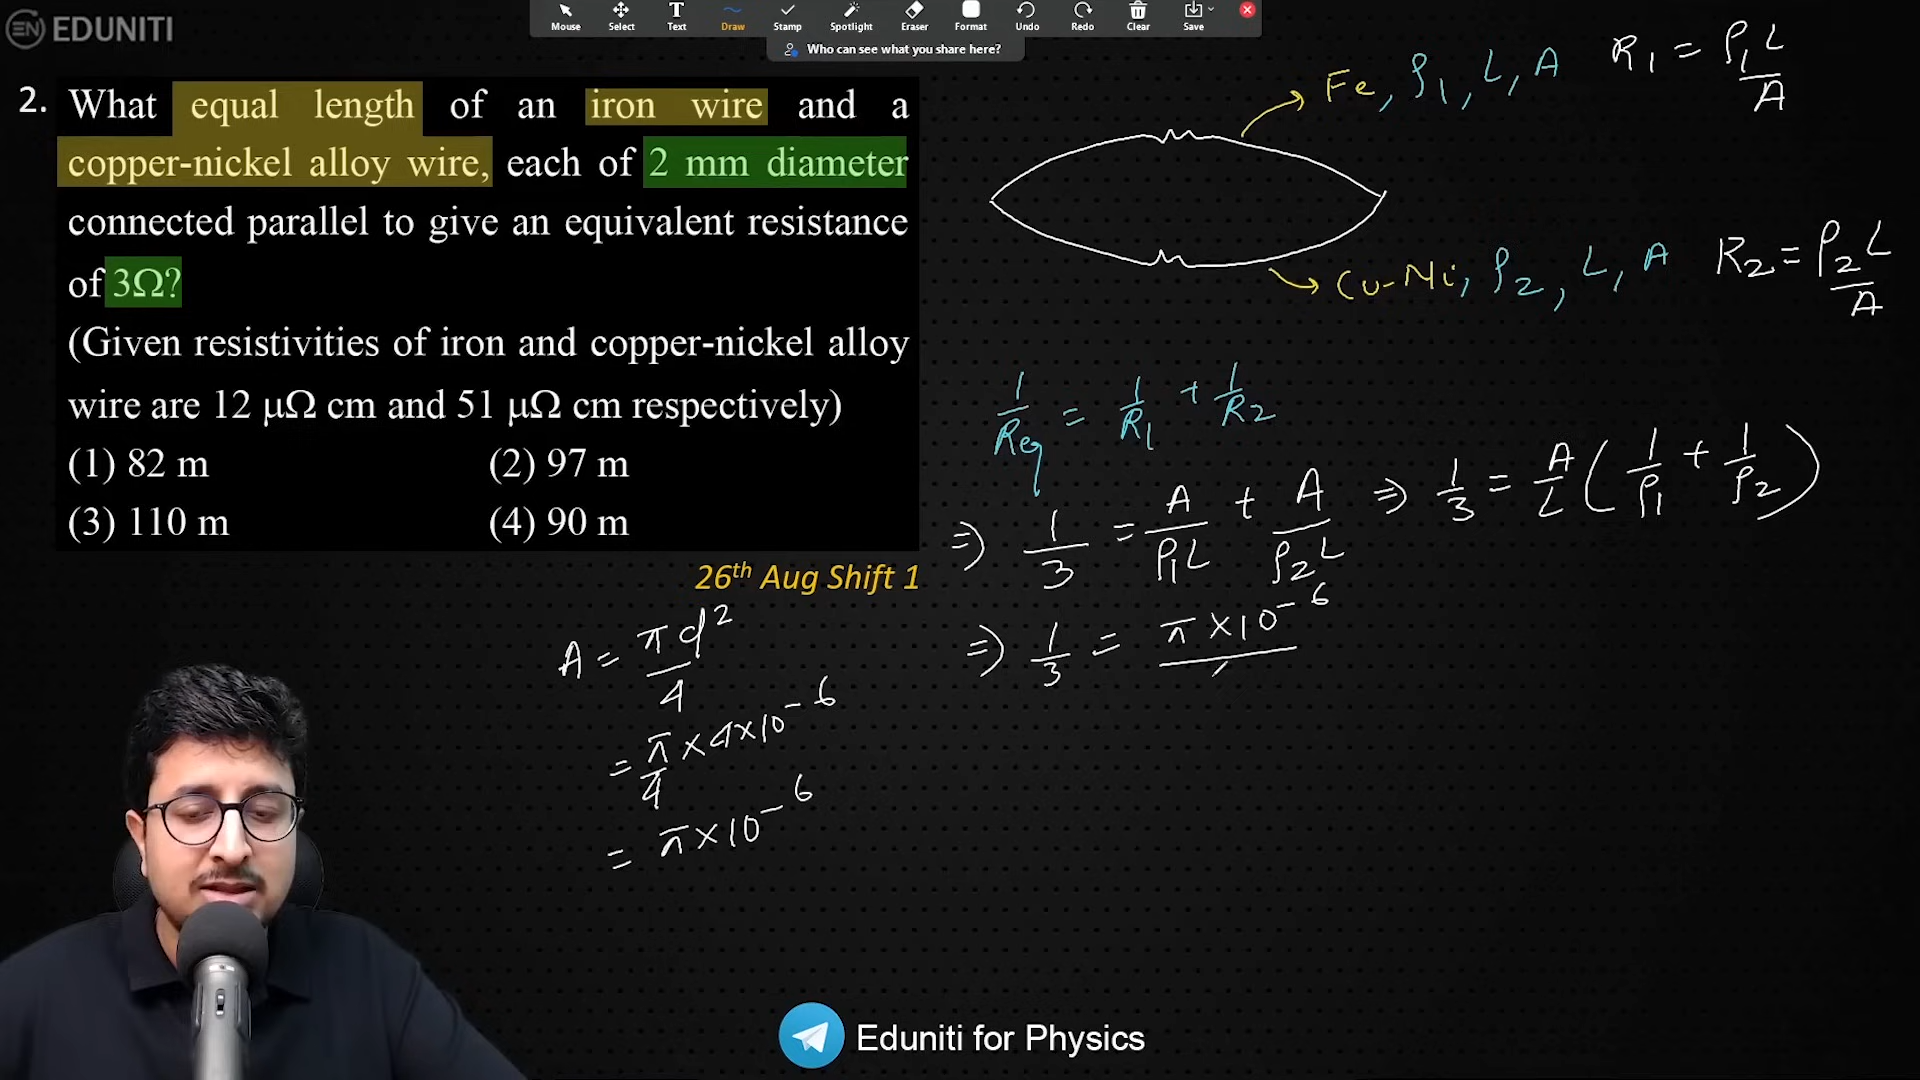 EN EDUNITI
Mouse Select Text Draw Stamp Spotlight Eraser Format Undo Redo Clear Save
Who can see what you share here?
2. What equal length of an iron wire and a
copper-nickel alloy wire, each of 2 mm diameter
connected parallel to give an equivalent resistance
of 3Ω?
(Given resistivities of iron and copper-nickel alloy
wire are 12 μΩ cm and 51 μΩ cm respectively)
(1) 82 m (2) 97 m
(3) 110 m (4) 90 m
26th Aug Shift 1
Fe, ρ1, L, A R1 = ρ1L/A
Cu-Ni, ρ2, L, A R2 = ρ2L/A
1/Req = 1/R1 + 1/R2
⇒ 1/3 = A/ρ1L + A/ρ2L ⇒ 1/3 = A/L (1/ρ1 + 1/ρ2)
⇒ 1/3 = π×10⁻⁶
A = πd²/4
= π/4 × 4×10⁻⁶
= π×10⁻⁶
Eduniti for Physics